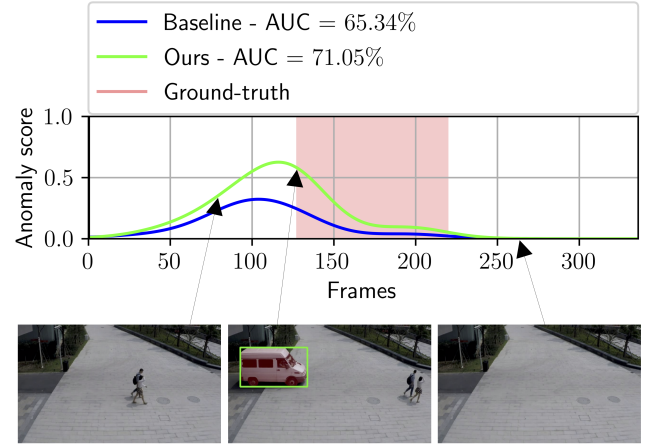 Baseline - AUC = 65.34%
Ours - AUC = 71.05%
Ground-truth
Anomaly score
1.0
0.5
0.0
0 50 100 150 200 250 300
Frames